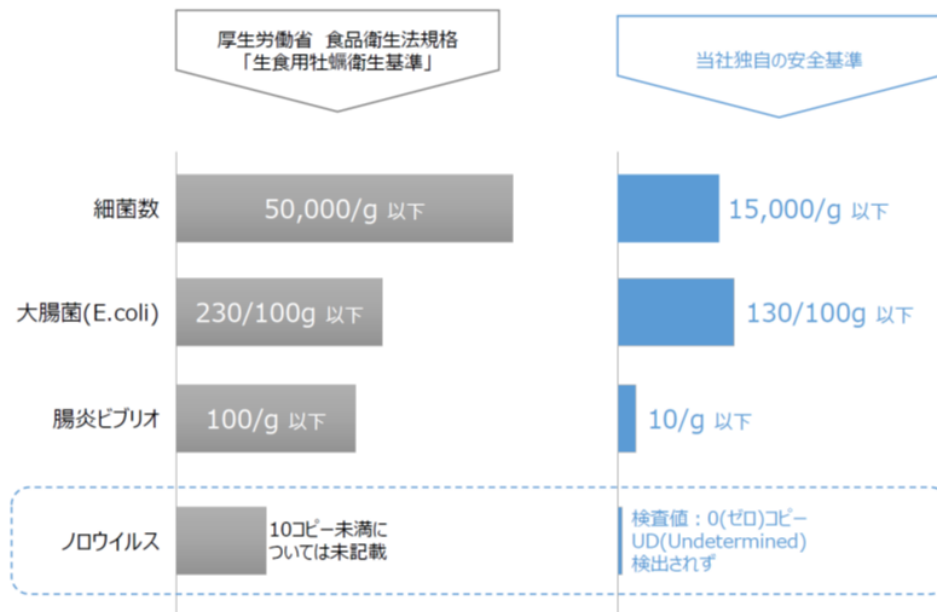 厚生労働省 食品衛生法規格
「生食用牡蠣衛生基準」
当社独自の安全基準
細菌数
50,000/g 以下
15,000/g 以下
大腸菌(E.coli)
230/100g 以下
130/100g 以下
腸炎ビブリオ
100/g 以下
10/g 以下
ノロウイルス
10コピー未満に
ついては未記載
検査値：0(ゼロ)コピー
UD(Undetermined)
検出されず